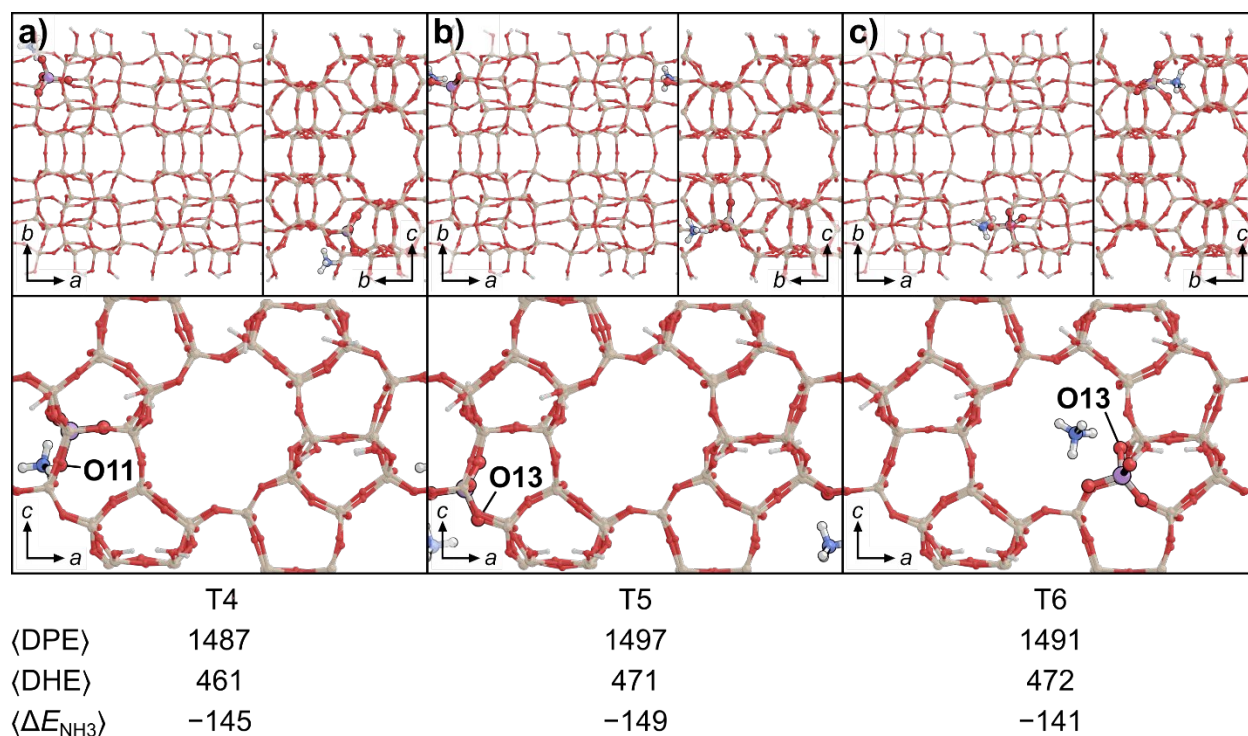 a)
b
a
c
b
b)
b
a
c
b
c)
b
a
c
b
O11
c
a
O13
c
a
O13
c
a
T4 T5 T6
⟨DPE⟩ 1487 1497 1491
⟨DHE⟩ 461 471 472
⟨ΔE_NH3⟩ −145 −149 −141